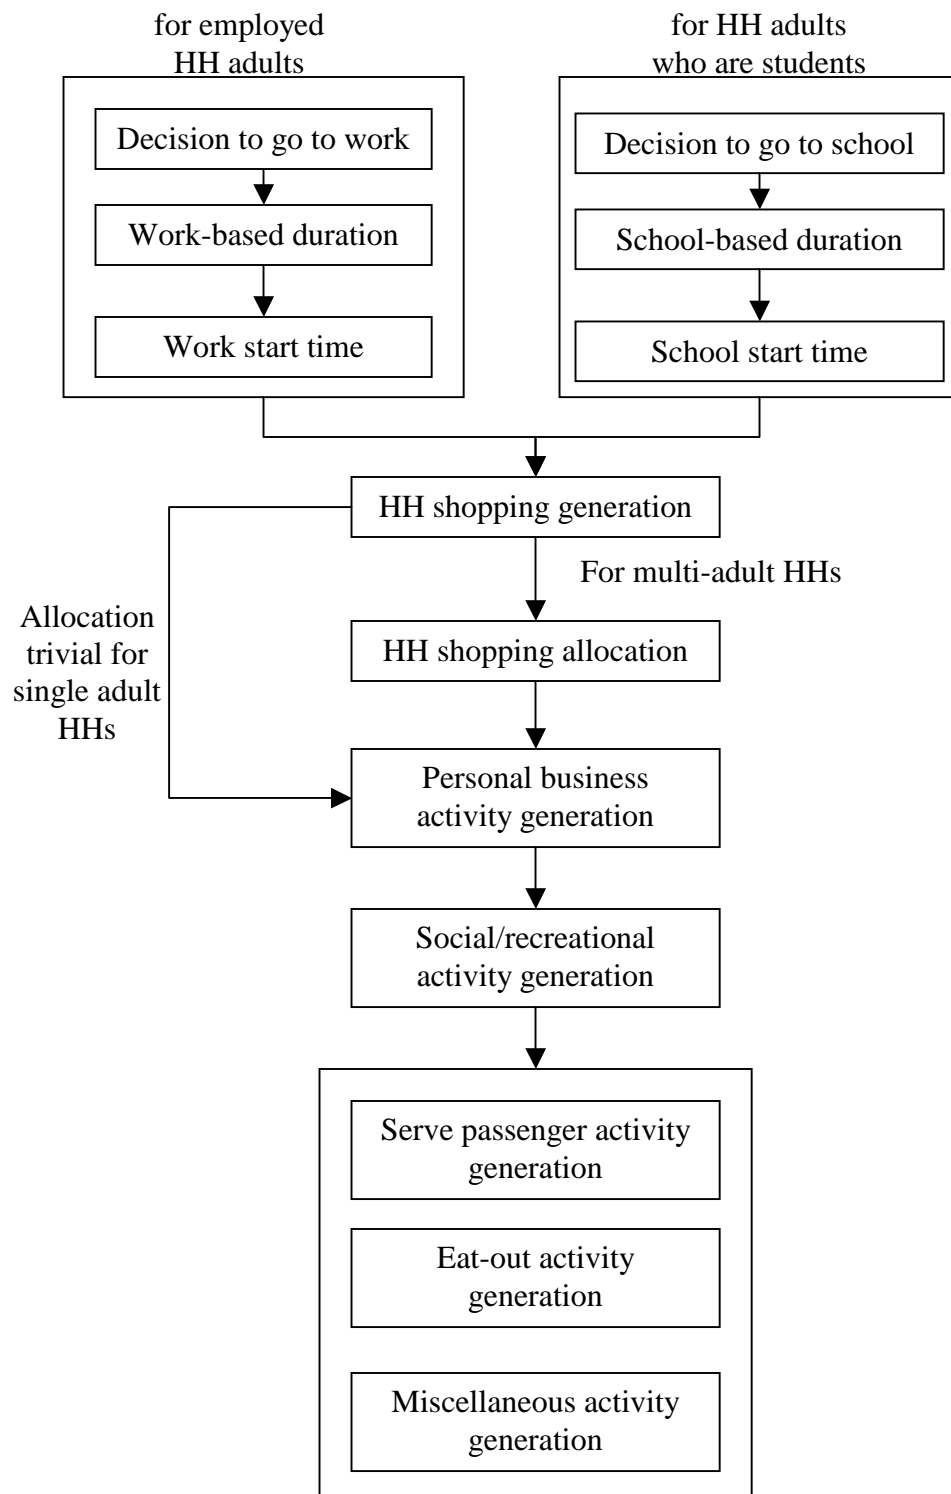 for employed
HH adults
Decision to go to work
Work-based duration
Work start time
for HH adults
who are students
Decision to go to school
School-based duration
School start time
HH shopping generation
For multi-adult HHs
Allocation
trivial for
single adult
HHs
HH shopping allocation
Personal business
activity generation
Social/recreational
activity generation
Serve passenger activity
generation
Eat-out activity
generation
Miscellaneous activity
generation